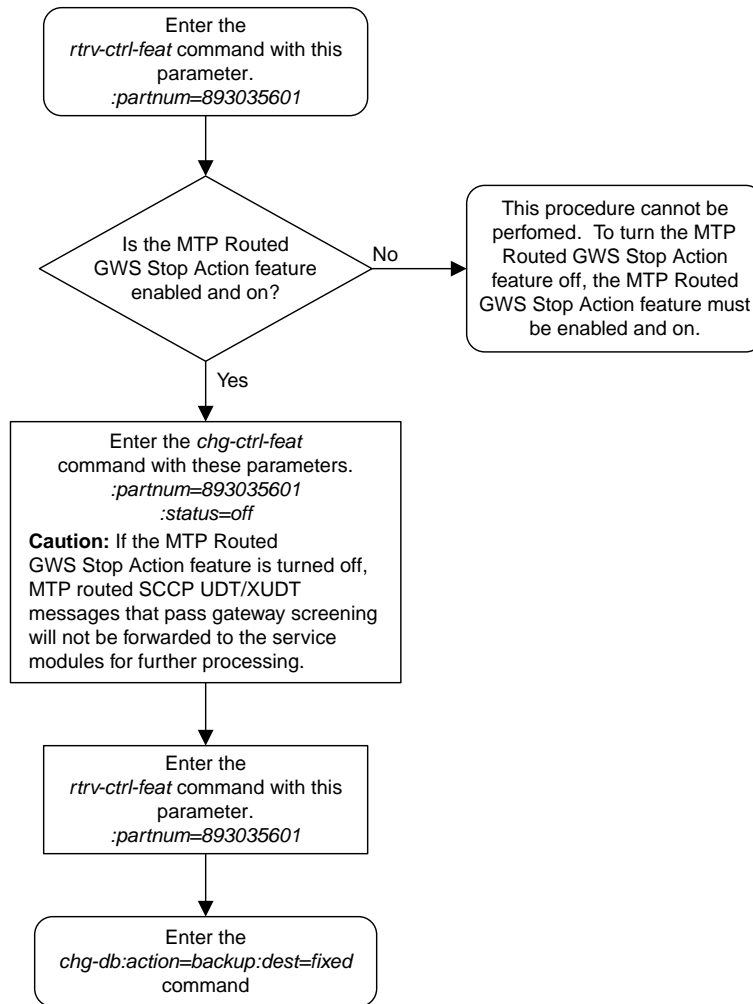 Enter the
rtrv-ctrl-feat command with this
parameter.
:partnum=893035601
Is the MTP Routed
GWS Stop Action feature
enabled and on?
No
This procedure cannot be
perfomed.  To turn the MTP
Routed GWS Stop Action
feature off, the MTP Routed
GWS Stop Action feature must
be enabled and on.
Yes
Enter the chg-ctrl-feat
command with these parameters.
:partnum=893035601
:status=off
Caution: If the MTP Routed
GWS Stop Action feature is turned off,
MTP routed SCCP UDT/XUDT
messages that pass gateway screening
will not be forwarded to the service
modules for further processing.
Enter the
rtrv-ctrl-feat command with this
parameter.
:partnum=893035601
Enter the
chg-db:action=backup:dest=fixed
command